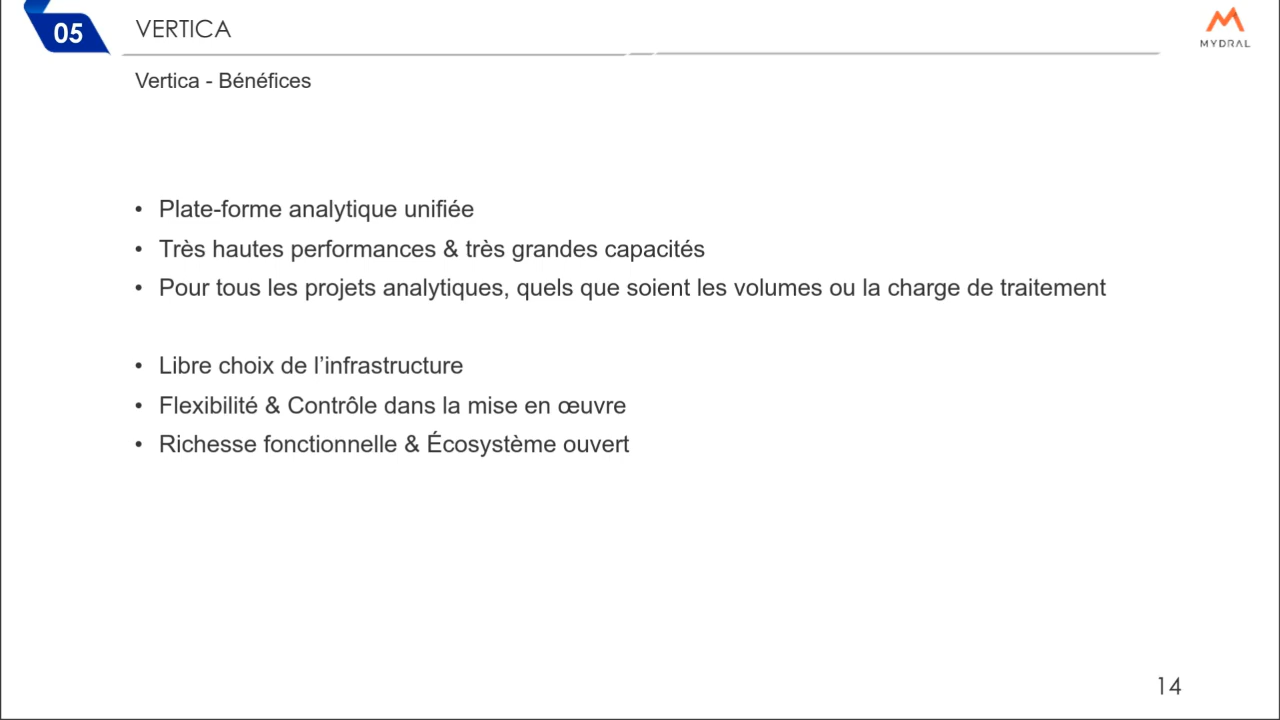 05
VERTICA
MYDRAL
Vertica - Bénéfices
• Plate-forme analytique unifiée
• Très hautes performances & très grandes capacités
• Pour tous les projets analytiques, quels que soient les volumes ou la charge de traitement
• Libre choix de l’infrastructure
• Flexibilité & Contrôle dans la mise en œuvre
• Richesse fonctionnelle & Écosystème ouvert
14